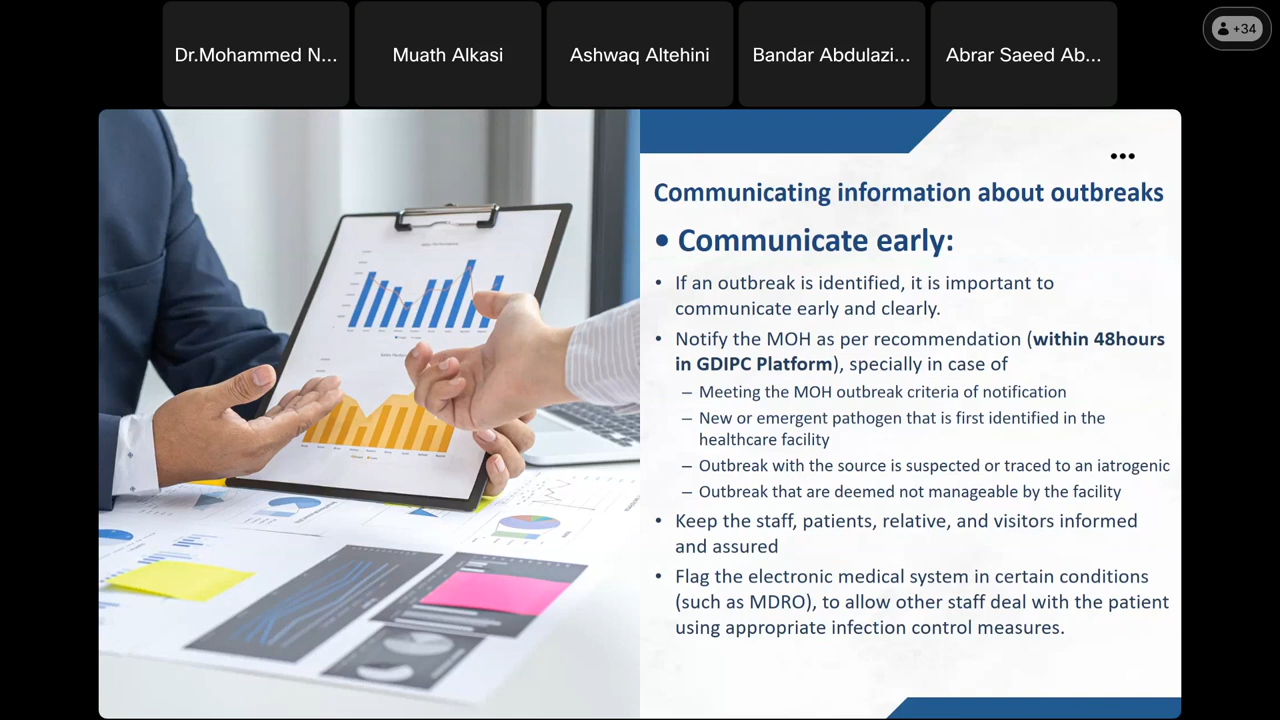 Dr.Mohammed N...
Muath Alkasi
Ashwaq Altehini
Bandar Abdulazi...
Abrar Saeed Ab...
+34
Communicating information about outbreaks
• Communicate early:
• If an outbreak is identified, it is important to
communicate early and clearly.
• Notify the MOH as per recommendation (within 48hours
in GDIPC Platform), specially in case of
– Meeting the MOH outbreak criteria of notification
– New or emergent pathogen that is first identified in the
healthcare facility
– Outbreak with the source is suspected or traced to an iatrogenic
– Outbreak that are deemed not manageable by the facility
• Keep the staff, patients, relative, and visitors informed
and assured
• Flag the electronic medical system in certain conditions
(such as MDRO), to allow other staff deal with the patient
using appropriate infection control measures.